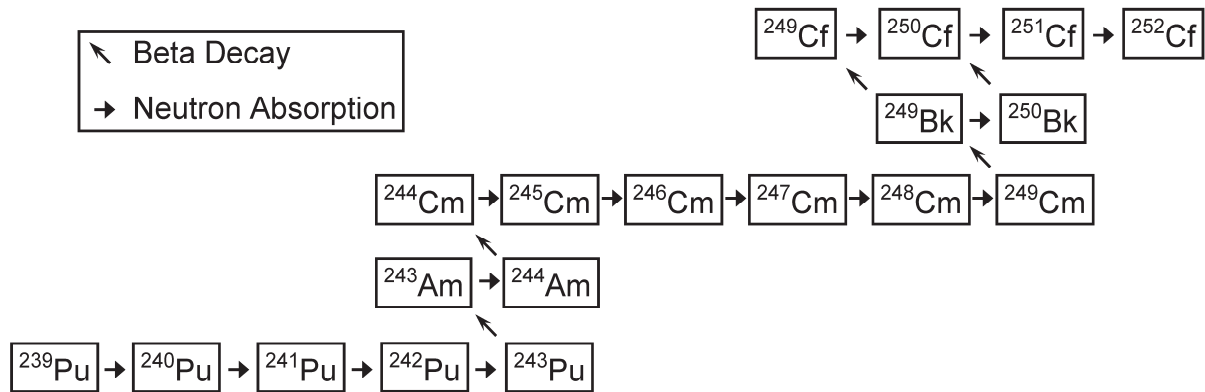 Beta Decay
Neutron Absorption
²⁴⁹Cf ²⁵⁰Cf ²⁵¹Cf ²⁵²Cf
²⁴⁹Bk ²⁵⁰Bk
²⁴⁴Cm ²⁴⁵Cm ²⁴⁶Cm ²⁴⁷Cm ²⁴⁸Cm ²⁴⁹Cm
²⁴³Am ²⁴⁴Am
²³⁹Pu ²⁴⁰Pu ²⁴¹Pu ²⁴²Pu ²⁴³Pu